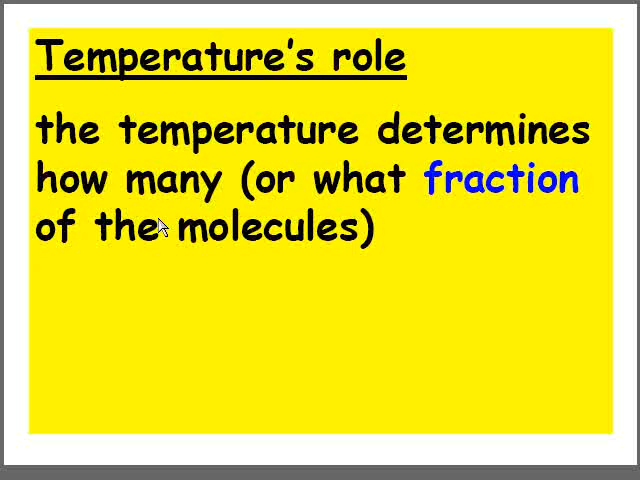 Temperature's role
the temperature determines
how many (or what fraction
of the molecules)